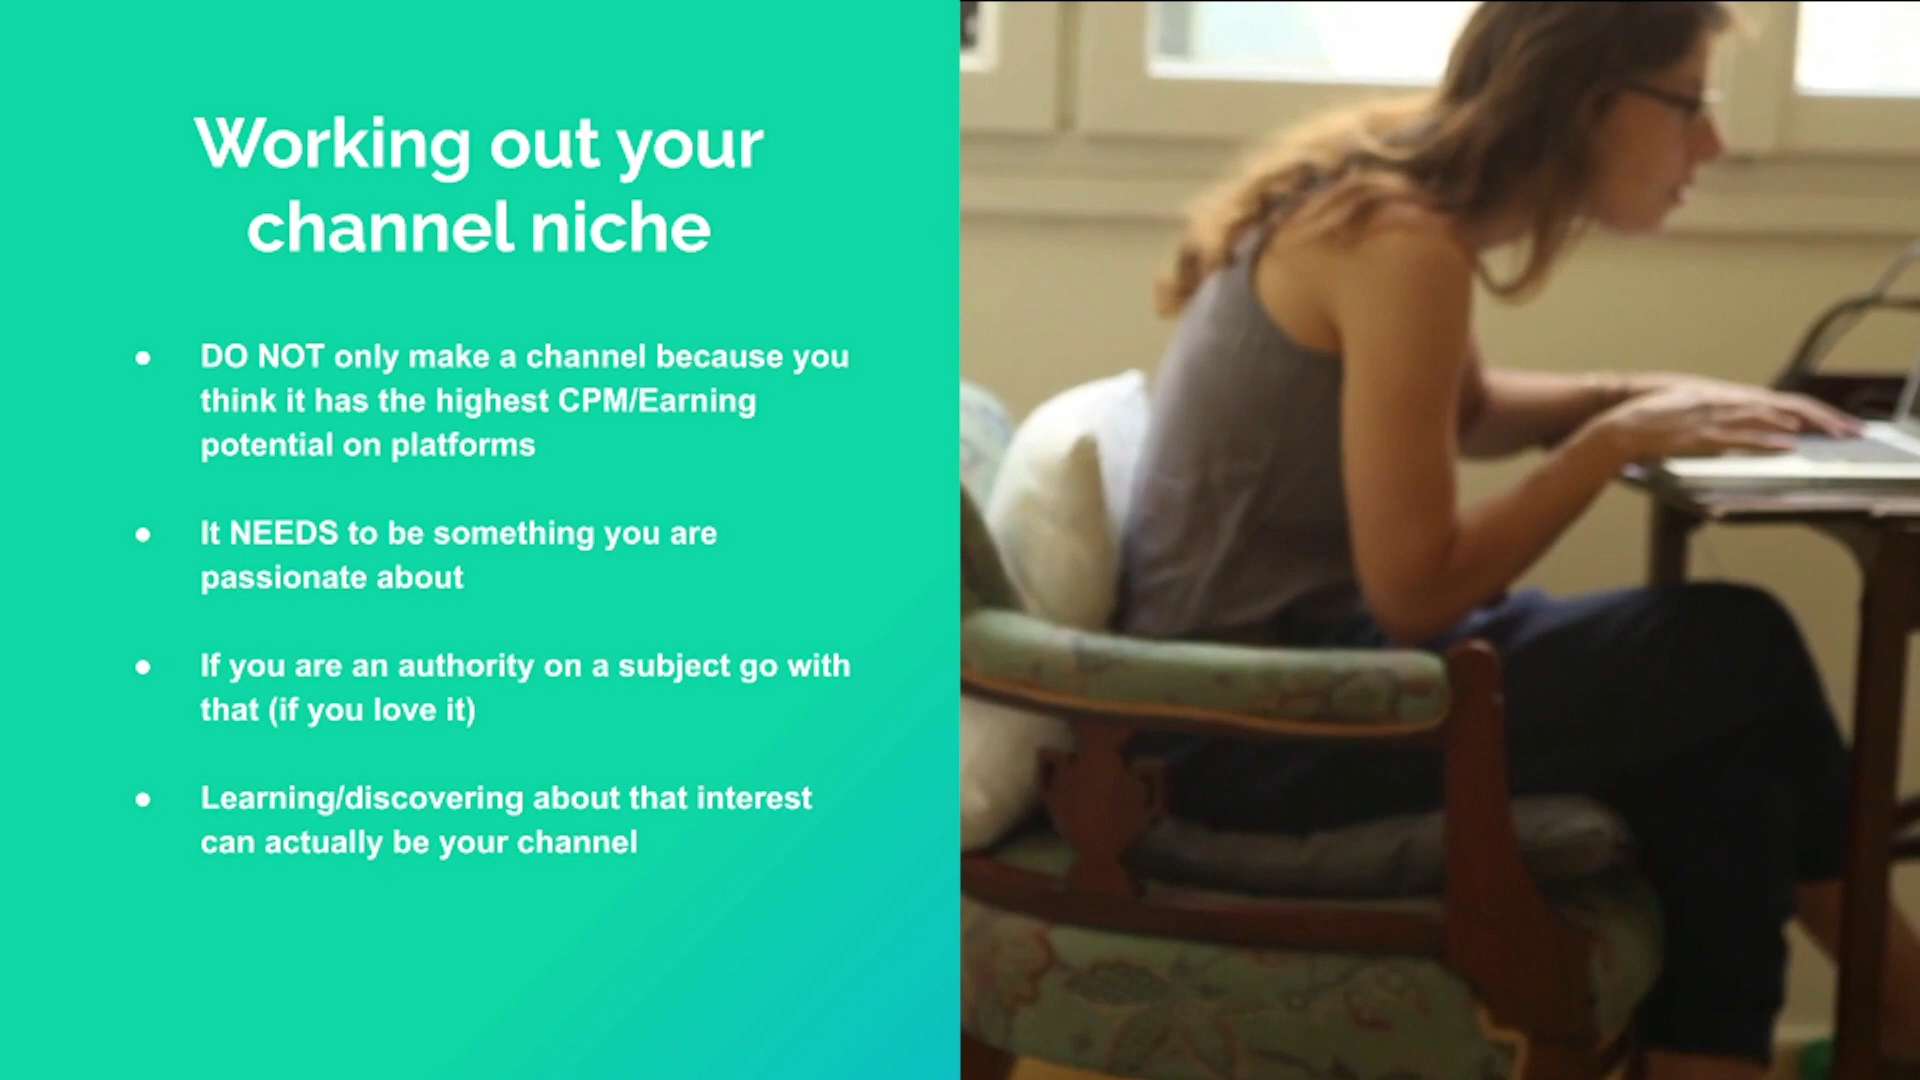 Working out your
channel niche
● DO NOT only make a channel because you
think it has the highest CPM/Earning
potential on platforms
● It NEEDS to be something you are
passionate about
● If you are an authority on a subject go with
that (if you love it)
● Learning/discovering about that interest
can actually be your channel